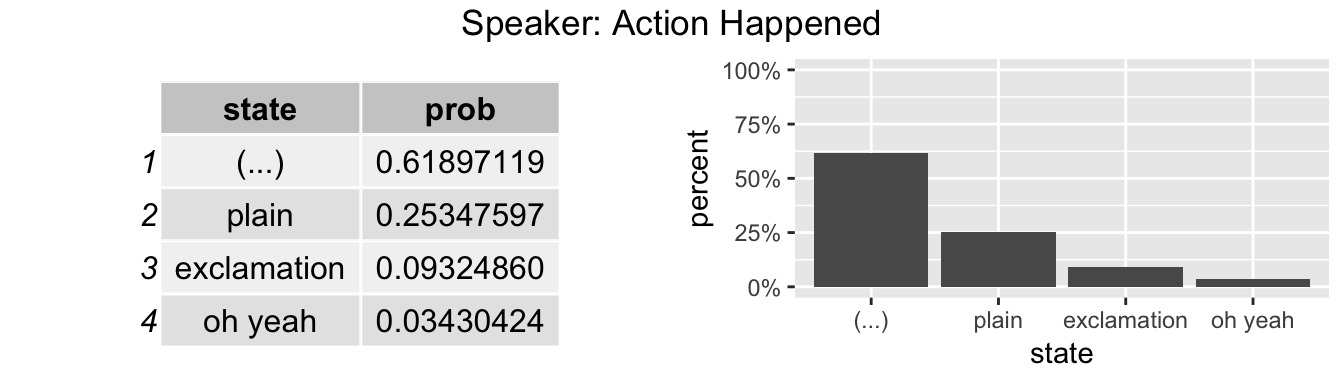 Speaker: Action Happened
state prob
1 (...) 0.61897119
2 plain 0.25347597
3 exclamation 0.09324860
4 oh yeah 0.03430424
percent
100%
75%
50%
25%
0%
(...) plain exclamation oh yeah
state